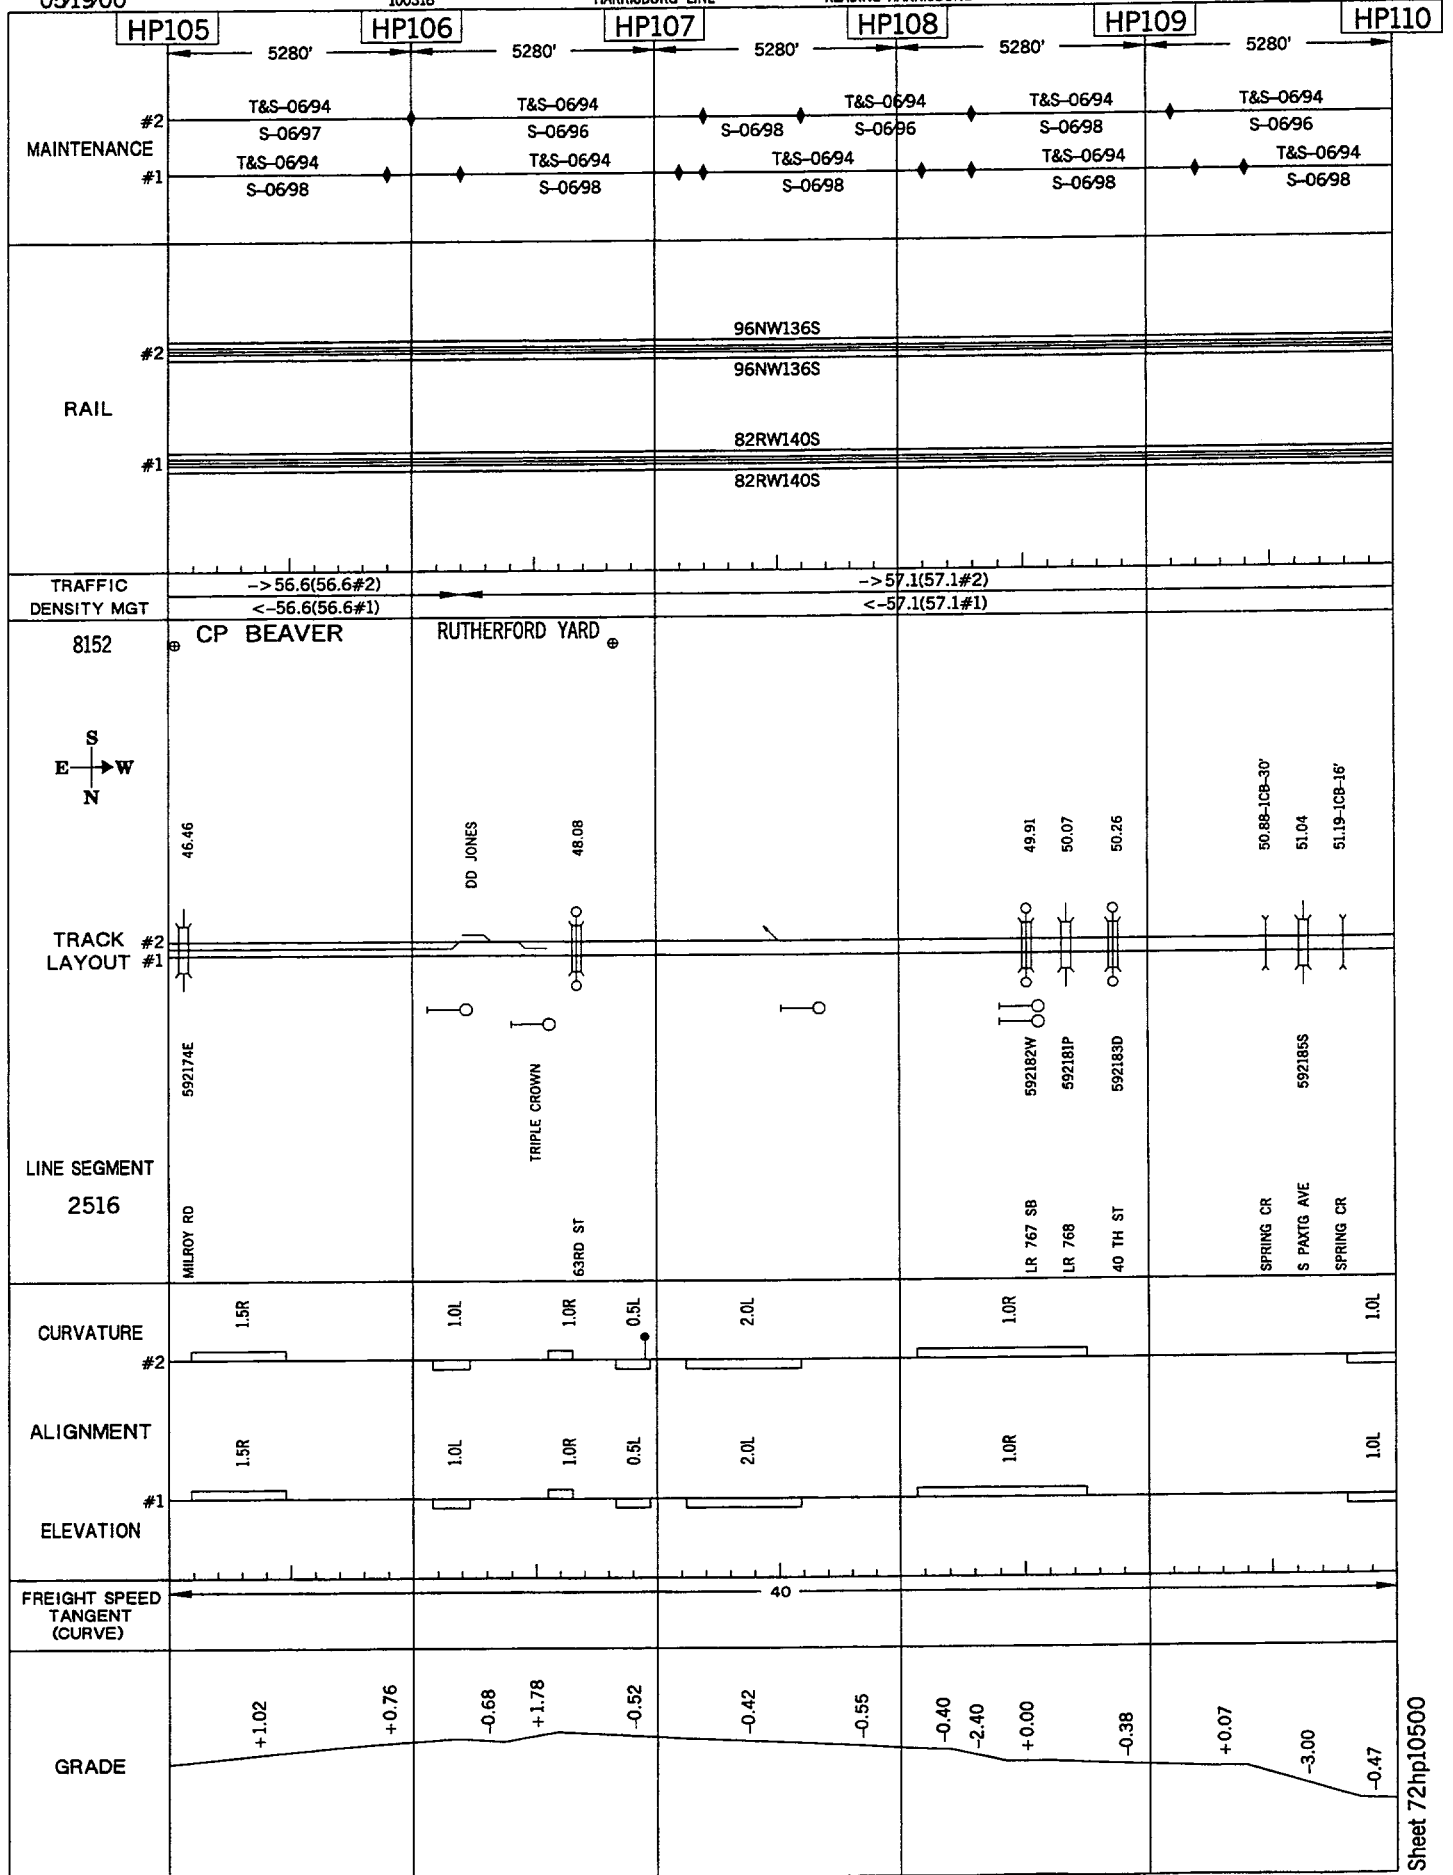 05/19/00
100318
HARRISBURG LINE
HP105 HP106 HP107 HP108 HP109 HP110
5280' 5280' 5280' 5280' 5280'
MAINTENANCE
#2
T&S-06/94 T&S-06/94 T&S-06/94 T&S-06/94 T&S-06/94
S-06/97 S-06/96 S-06/98 S-06/96 S-06/98 S-06/96
#1
T&S-06/94 T&S-06/94 T&S-06/94 T&S-06/94 T&S-06/94
S-06/98 S-06/98 S-06/98 S-06/98 S-06/98
RAIL
96NW136S
#2
96NW136S
82RW140S
#1
82RW140S
TRAFFIC ->56.6(56.6#2) ->57.1(57.1#2)
DENSITY MGT <-56.6(56.6#1) <-57.1(57.1#1)
8152 CP BEAVER RUTHERFORD YARD
S
E W
N
46.46 DD JONES 48.08 49.91 50.07 50.26 50.88-1CB-30' 51.04 51.19-1CB-16'
TRACK #2
LAYOUT #1
592174E TRIPLE CROWN 592182W 592181P 592183D 592185S
LINE SEGMENT
2516
MILROY RD 63RD ST LR 767 SB LR 768 40 TH ST SPRING CR S PAXTG AVE SPRING CR
CURVATURE
1.5R 1.0L 1.0R 0.5L 2.0L 1.0R 1.0L
#2
ALIGNMENT
1.5R 1.0L 1.0R 0.5L 2.0L 1.0R 1.0L
#1
ELEVATION
FREIGHT SPEED 40
TANGENT
(CURVE)
GRADE
+1.02 +0.76 -0.68 +1.78 -0.52 -0.42 -0.55 -0.40 -2.40 +0.00 -0.38 +0.07 -3.00 -0.47
Sheet 72hp10500